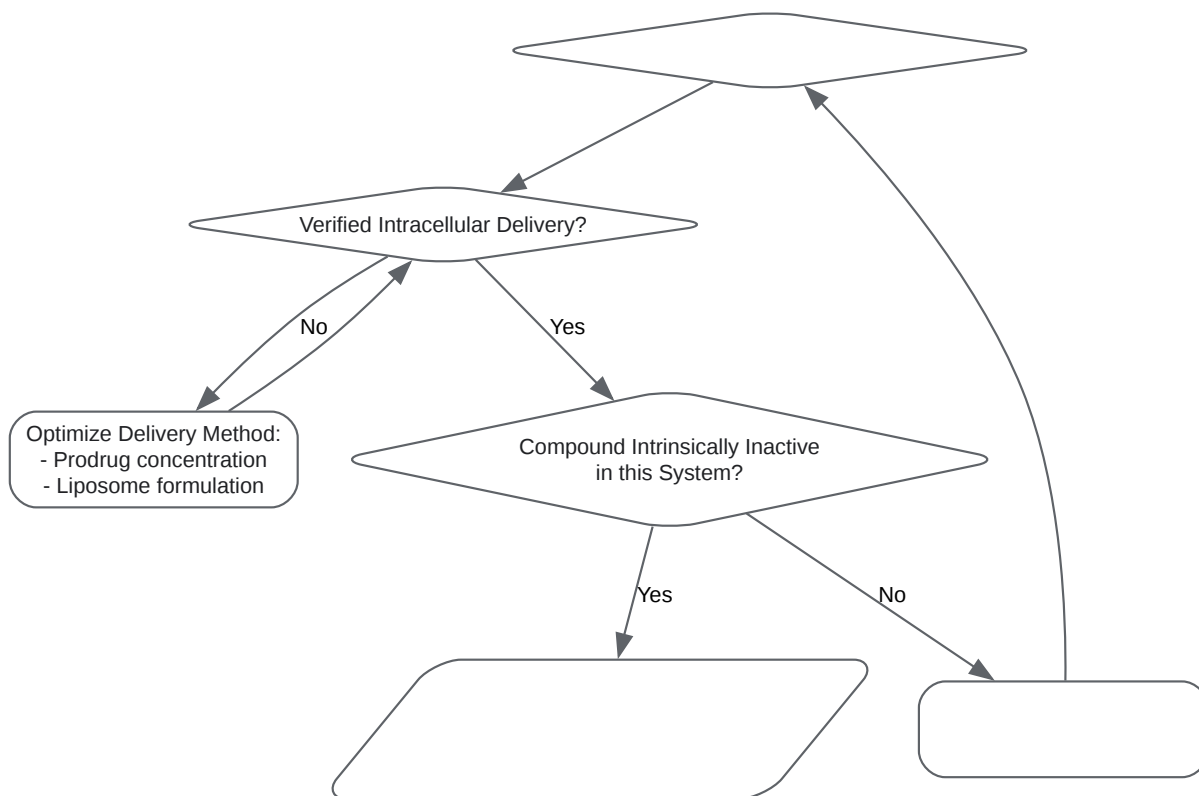 Verified Intracellular Delivery?
No
Yes
Optimize Delivery Method:
- Prodrug concentration
- Liposome formulation
Compound Intrinsically Inactive
in this System?
Yes
No